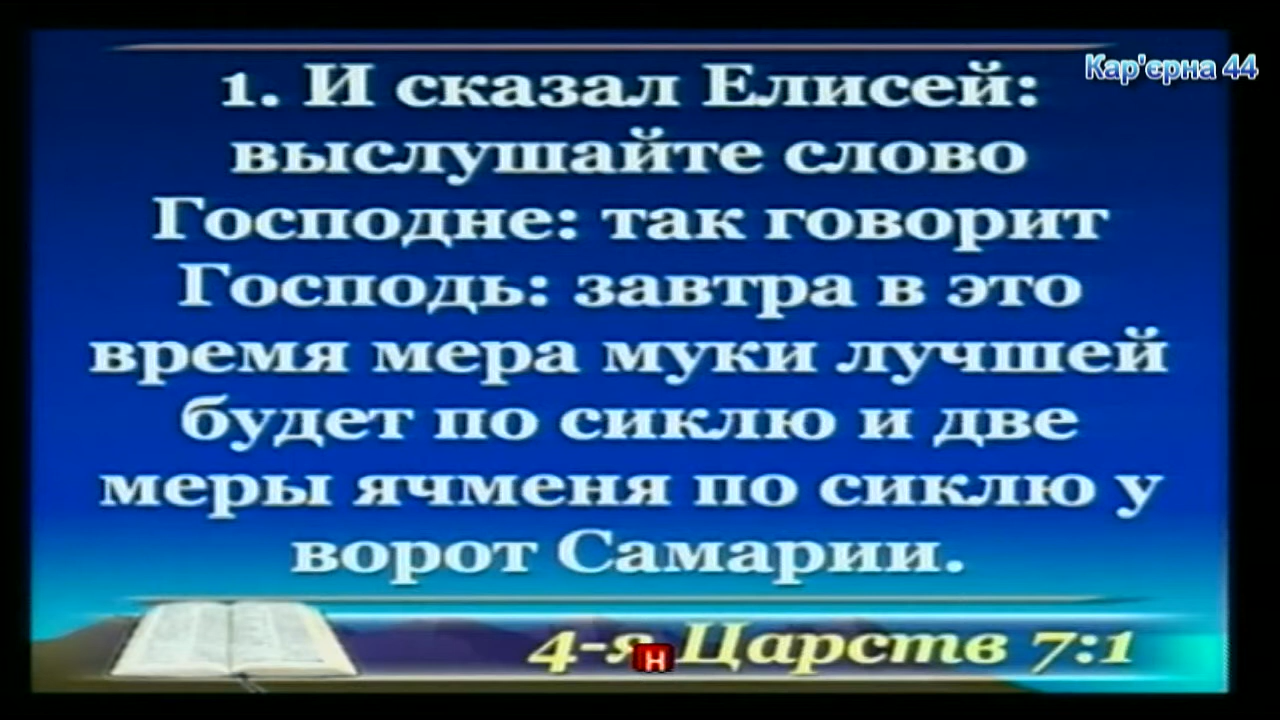 Кар'єрна 44
1. И сказал Елисей:
выслушайте слово
Господне: так говорит
Господь: завтра в это
время мера муки лучшей
будет по сиклю и две
меры ячменя по сиклю у
ворот Самарии.
4-я Царств 7:1
Н